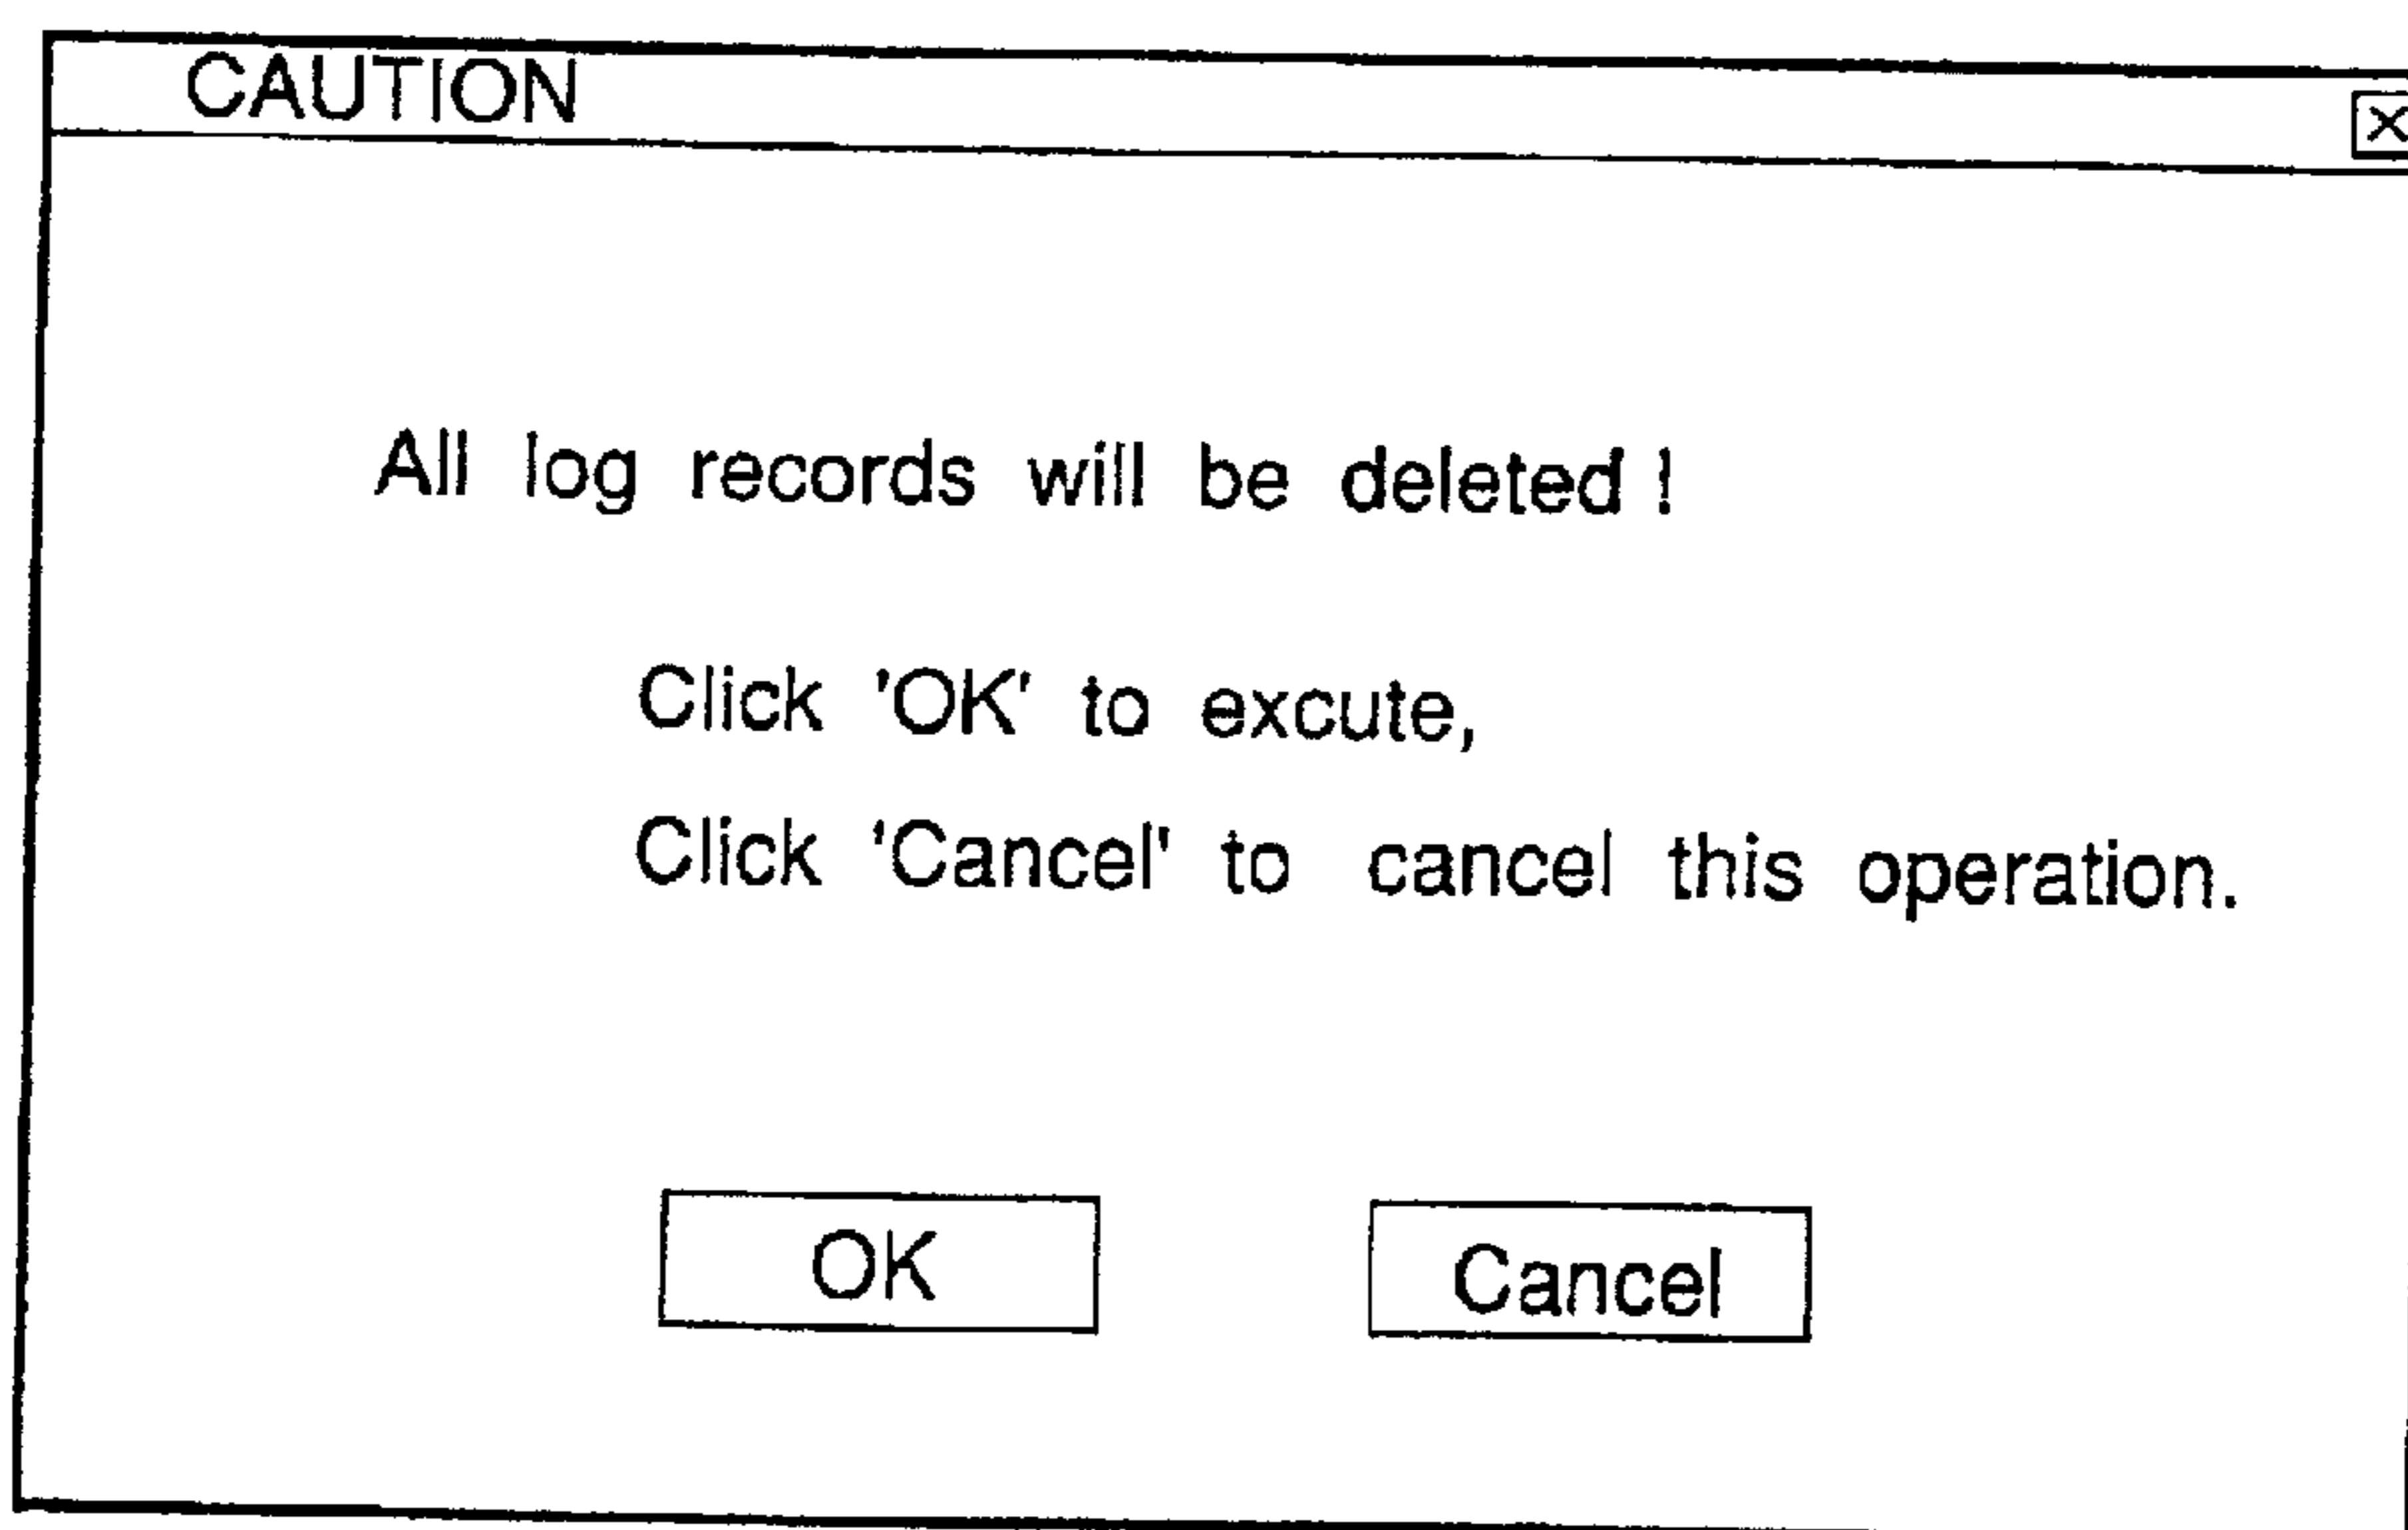 CAUTION
All log records will be deleted !
Click 'OK' to excute,
Click 'Cancel' to cancel this operation.
OK Cancel